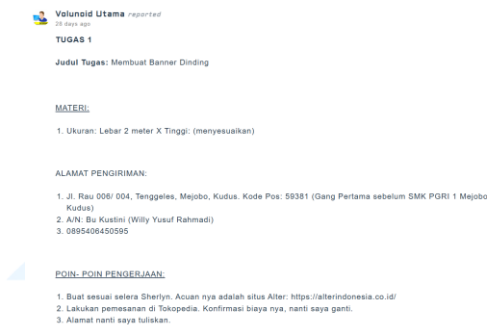 Volunoid Utama reported
26 days ago
TUGAS 1
Judul Tugas: Membuat Banner Dinding
MATERI:
1. Ukuran: Lebar 2 meter X Tinggi: (menyesuaikan)
ALAMAT PENGIRIMAN:
1. Jl. Rau 006/ 004, Tenggeles, Mejobo, Kudus. Kode Pos: 59381 (Gang Pertama sebelum SMK PGRI 1 Mejobo
Kudus)
2. A/N: Bu Kustini (Willy Yusuf Rahmadi)
3. 0895406450595
POIN- POIN PENGERJAAN:
1. Buat sesuai selera Sherlyn. Acuan nya adalah situs Alter: https://alterindonesia.co.id/
2. Lakukan pemesanan di Tokopedia. Konfirmasi biaya nya, nanti saya ganti.
3. Alamat nanti saya tuliskan.